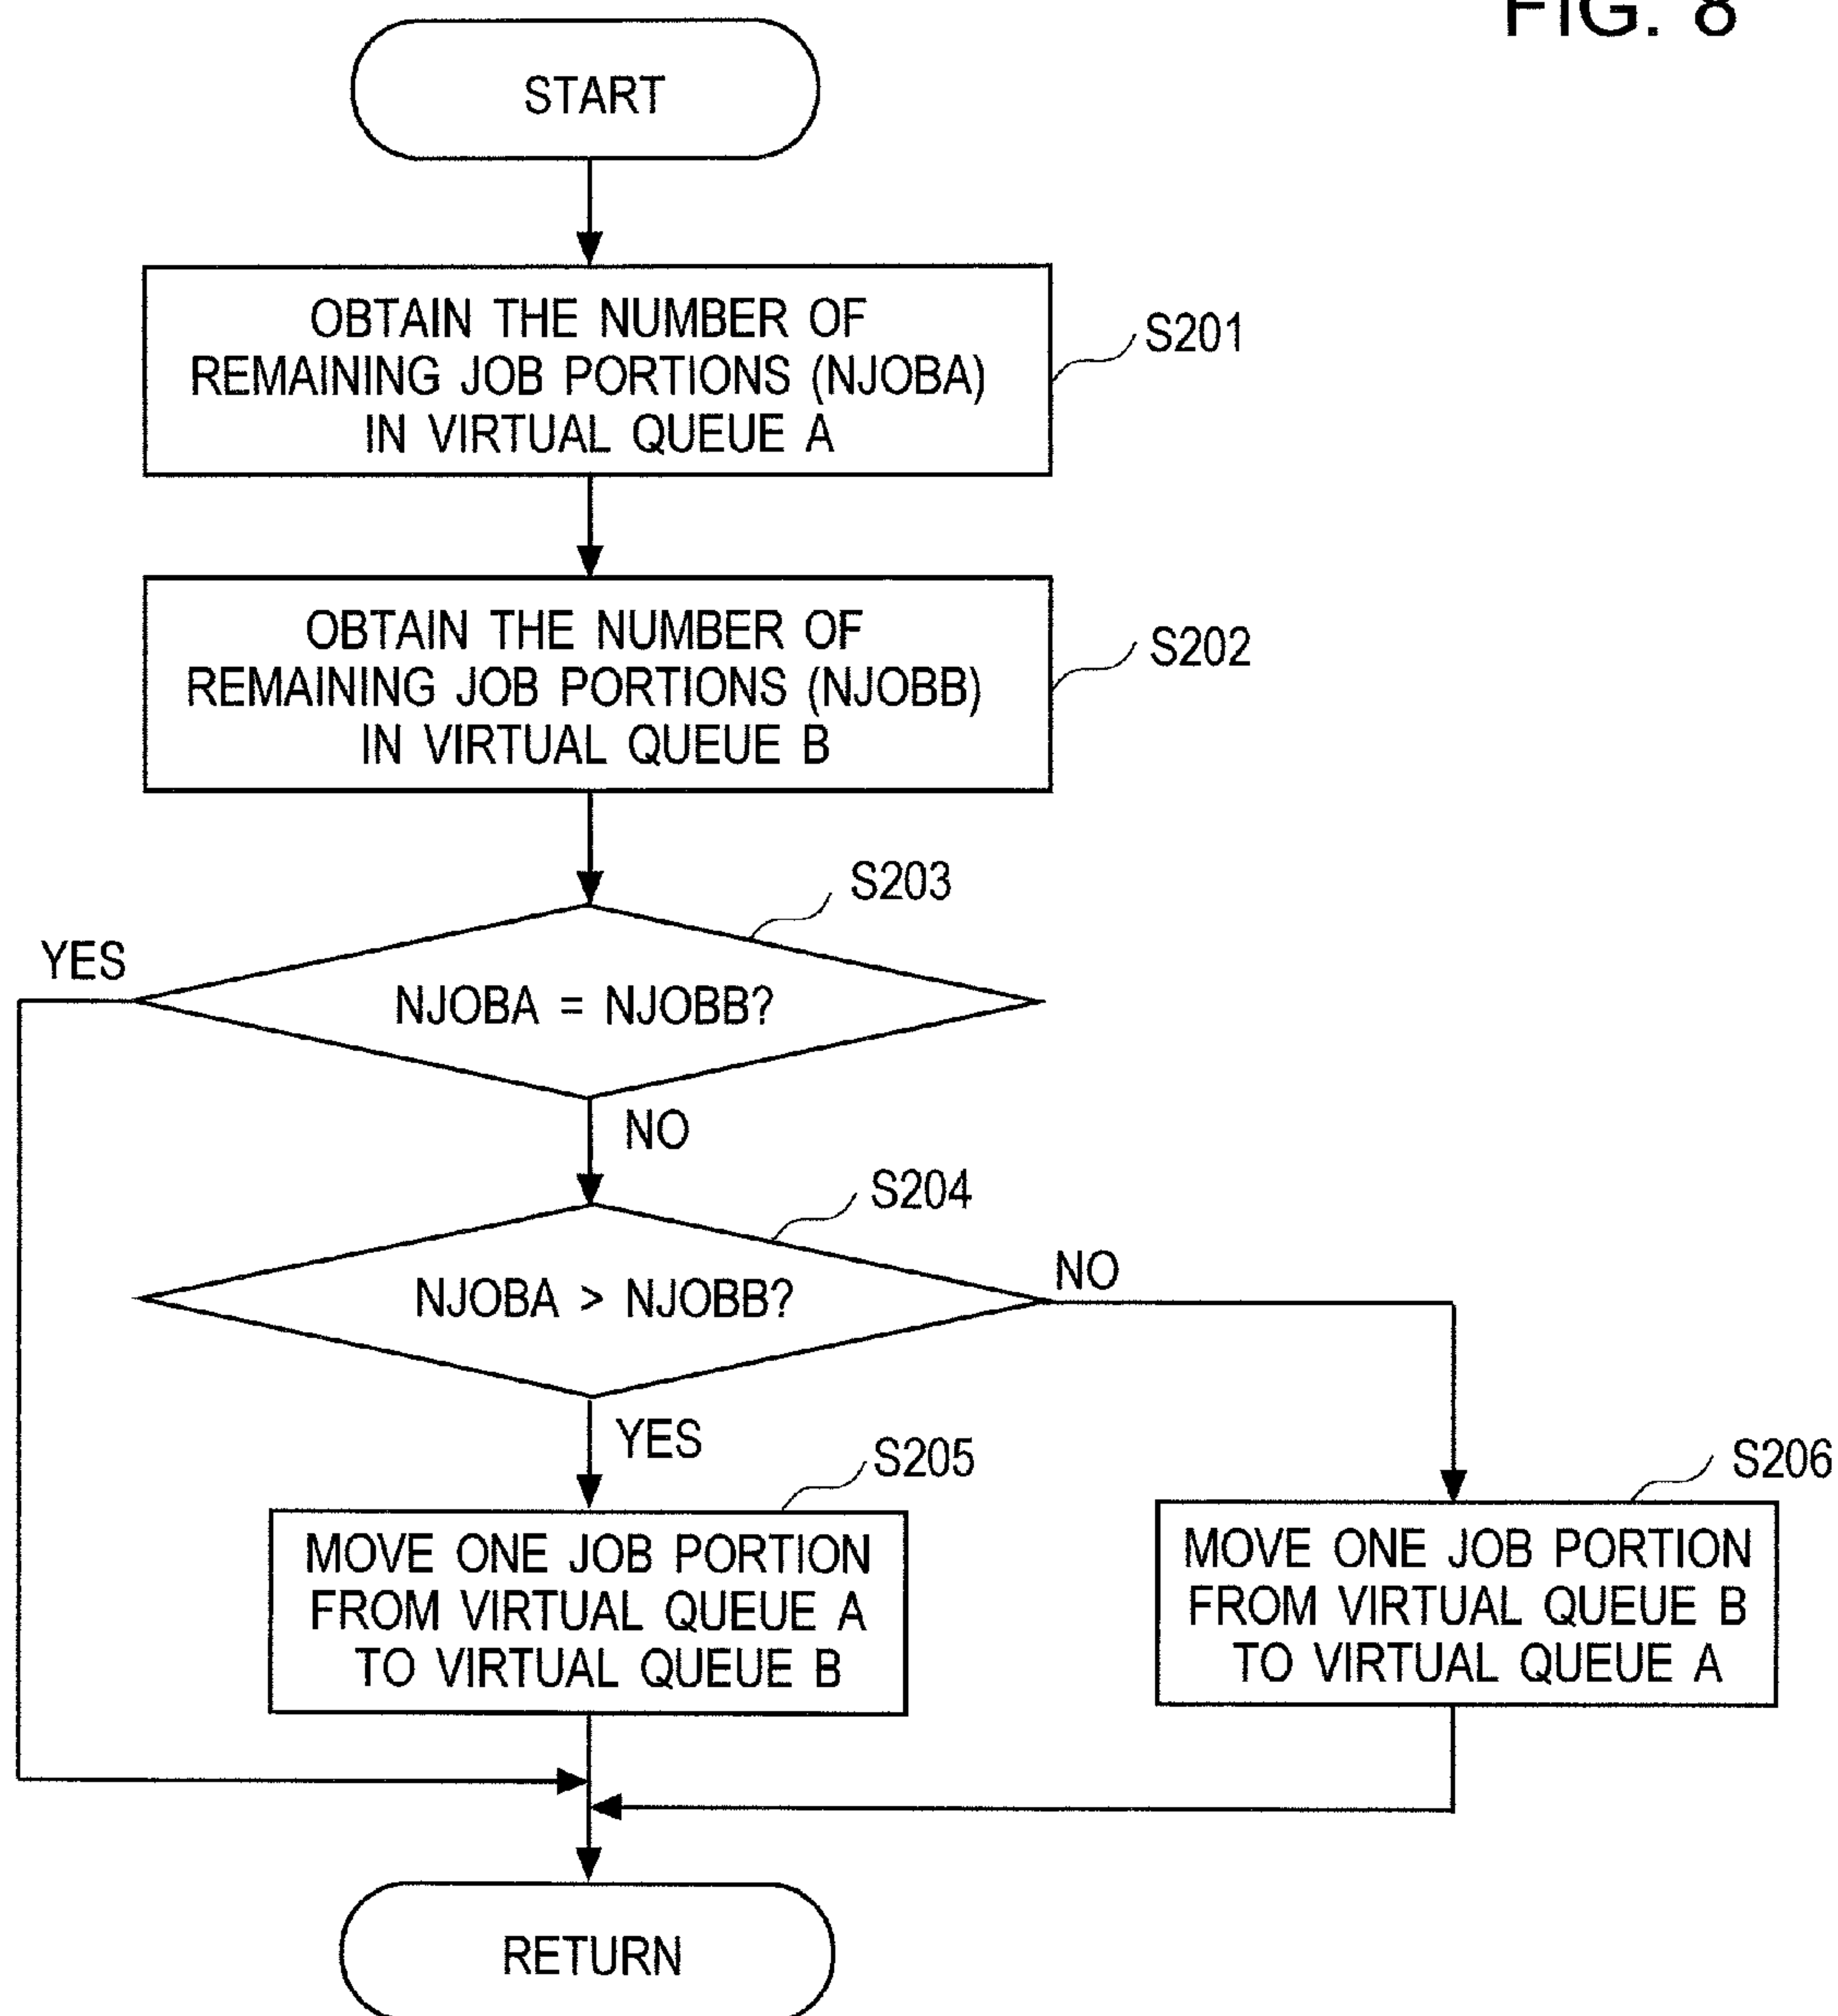 FIG. 8
START
OBTAIN THE NUMBER OF
REMAINING JOB PORTIONS (NJOBA)
IN VIRTUAL QUEUE A
S201
OBTAIN THE NUMBER OF
REMAINING JOB PORTIONS (NJOBB)
IN VIRTUAL QUEUE B
S202
S203
YES
NJOBA = NJOBB?
NO
S204
NJOBA > NJOBB?
NO
YES
S205
MOVE ONE JOB PORTION
FROM VIRTUAL QUEUE A
TO VIRTUAL QUEUE B
S206
MOVE ONE JOB PORTION
FROM VIRTUAL QUEUE B
TO VIRTUAL QUEUE A
RETURN